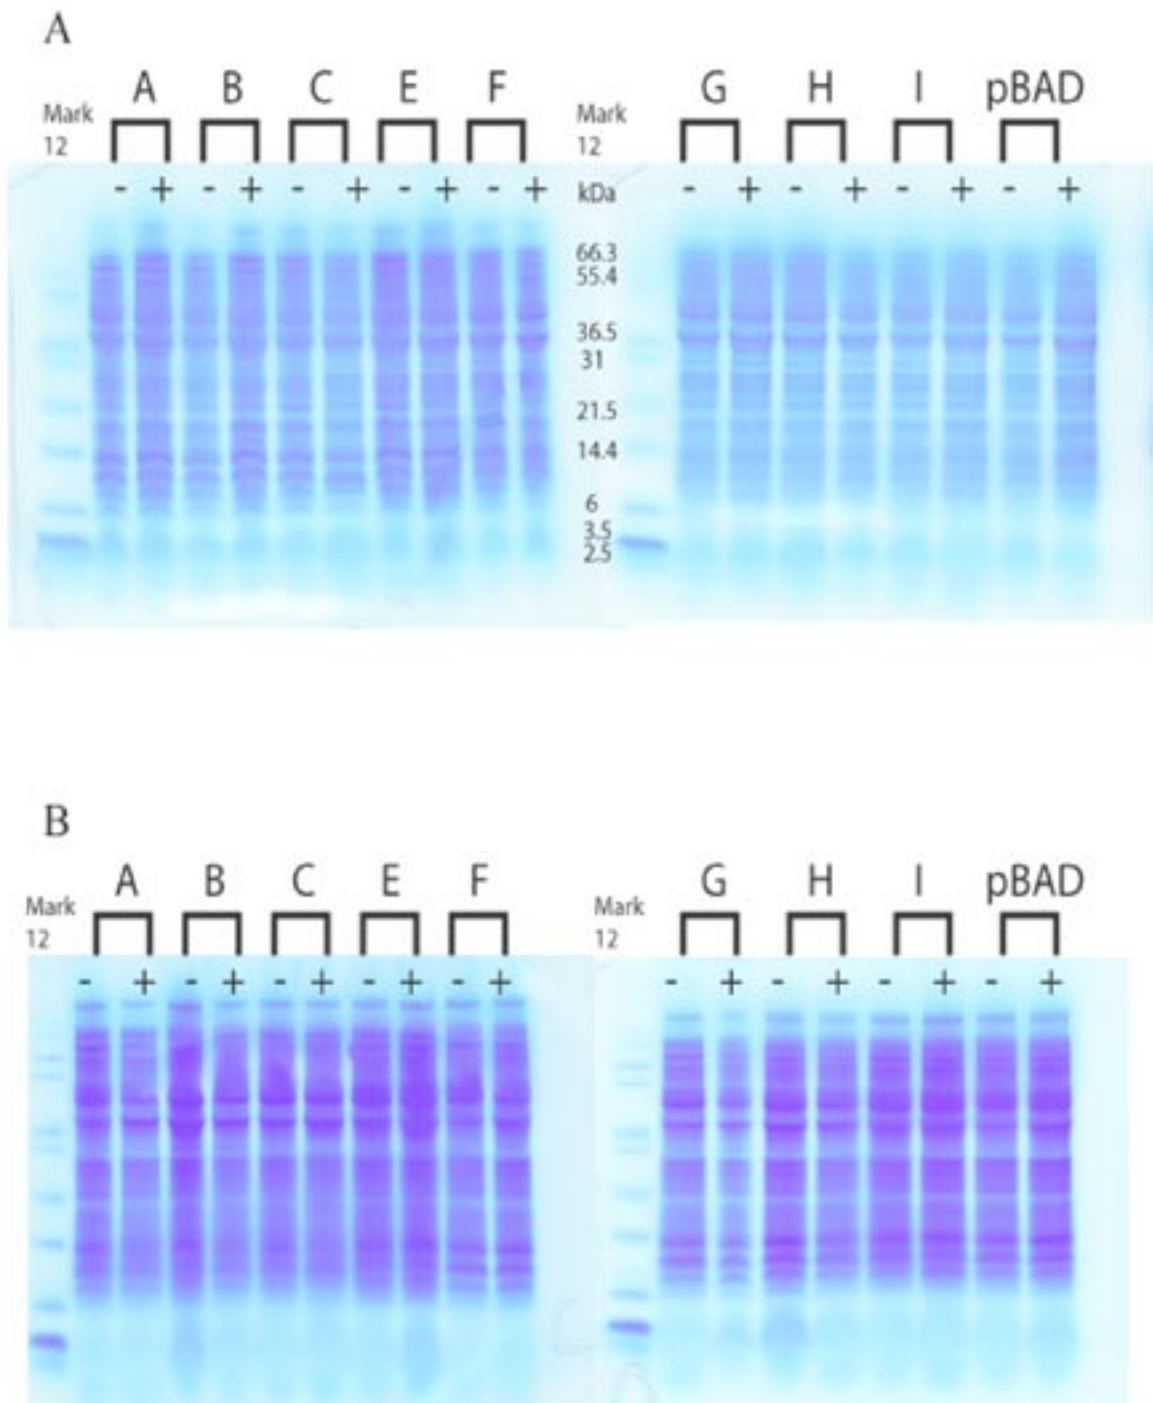 A
A B C E F
Mark
12
- + - + - + - + - +
G H I pBAD
Mark
12
kDa
- + - + - + - +
66.3
55.4
36.5
31
21.5
14.4
6
3.5
2.5
B
A B C E F
Mark
12
- + - + - + - + - +
G H I pBAD
Mark
12
- + - + - + - +